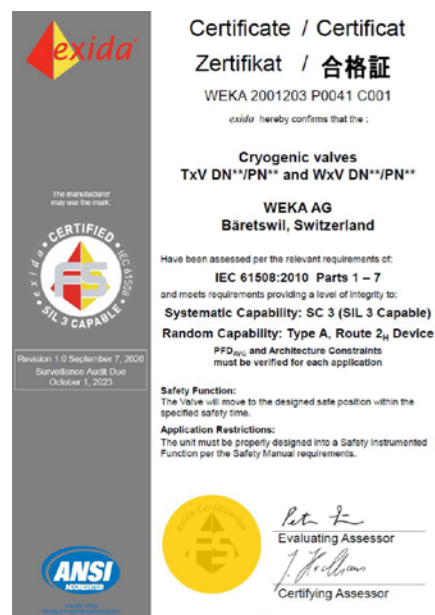 exida
Certificate / Certificat
Zertifikat / 合格証
WEKA 2001203 P0041 C001
exida hereby confirms that the :
Cryogenic valves
TxV DN**/PN** and WxV DN**/PN**
WEKA AG
Bäretswil, Switzerland
The manufacturer
may use the mark:
exida CERTIFIED IEC 61508
FS
SIL 3 CAPABLE
Revision 1.0 September 7, 2020
Surveillance Audit Due
October 1, 2023
Have been assessed per the relevant requirements of:
IEC 61508:2010 Parts 1 – 7
and meets requirements providing a level of integrity to:
Systematic Capability: SC 3 (SIL 3 Capable)
Random Capability: Type A, Route 2H Device
PFDAVG and Architecture Constraints
must be verified for each application
Safety Function:
The Valve will move to the designed safe position within the
specified safety time.
Application Restrictions:
The unit must be properly designed into a Safety Instrumented
Function per the Safety Manual requirements.
exida Certification
FS
Evaluating Assessor
Certifying Assessor
ANSI
ACCREDITED